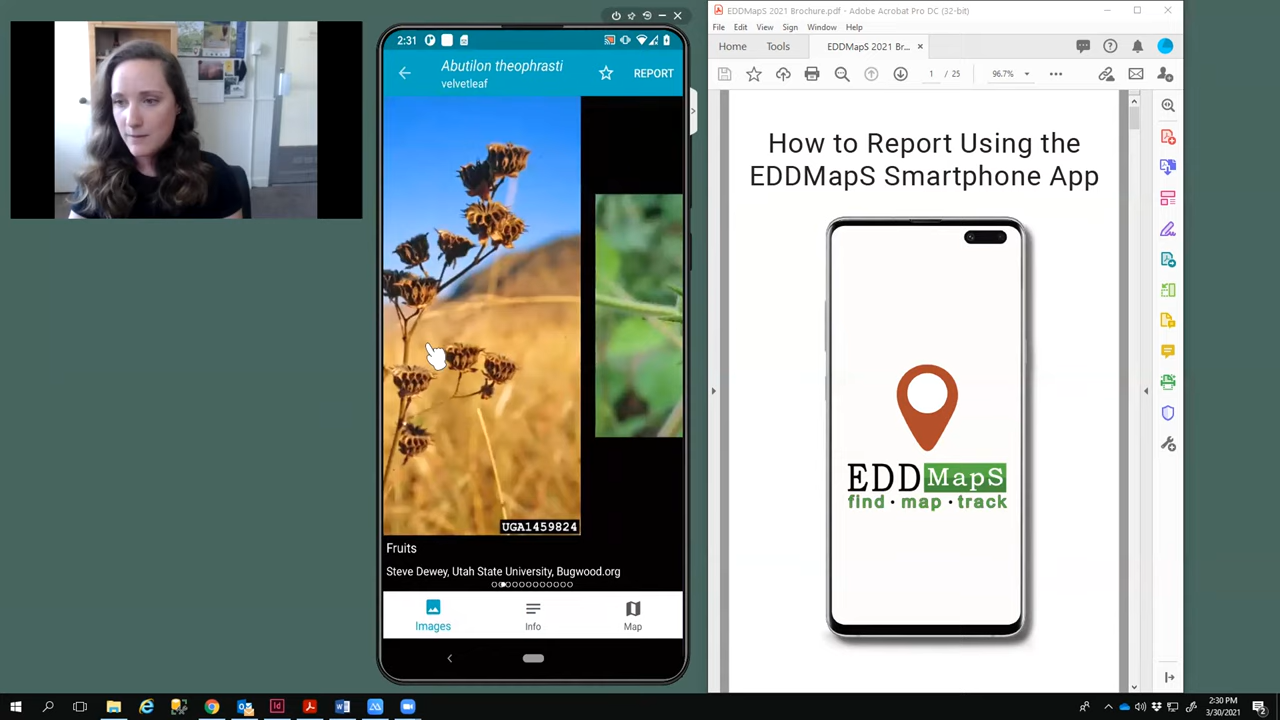 2:31
Abutilon theophrasti
velvetleaf
REPORT
UGA1459824
Fruits
Steve Dewey, Utah State University, Bugwood.org
Images
Info
Map
EDDMapS 2021 Brochure.pdf - Adobe Acrobat Pro DC (32-bit)
File Edit View Sign Window Help
Home Tools EDDMapS 2021 Br...
1 / 25 96.7%
How to Report Using the
EDDMapS Smartphone App
EDDMapS
find · map · track
2:30 PM
3/30/2021